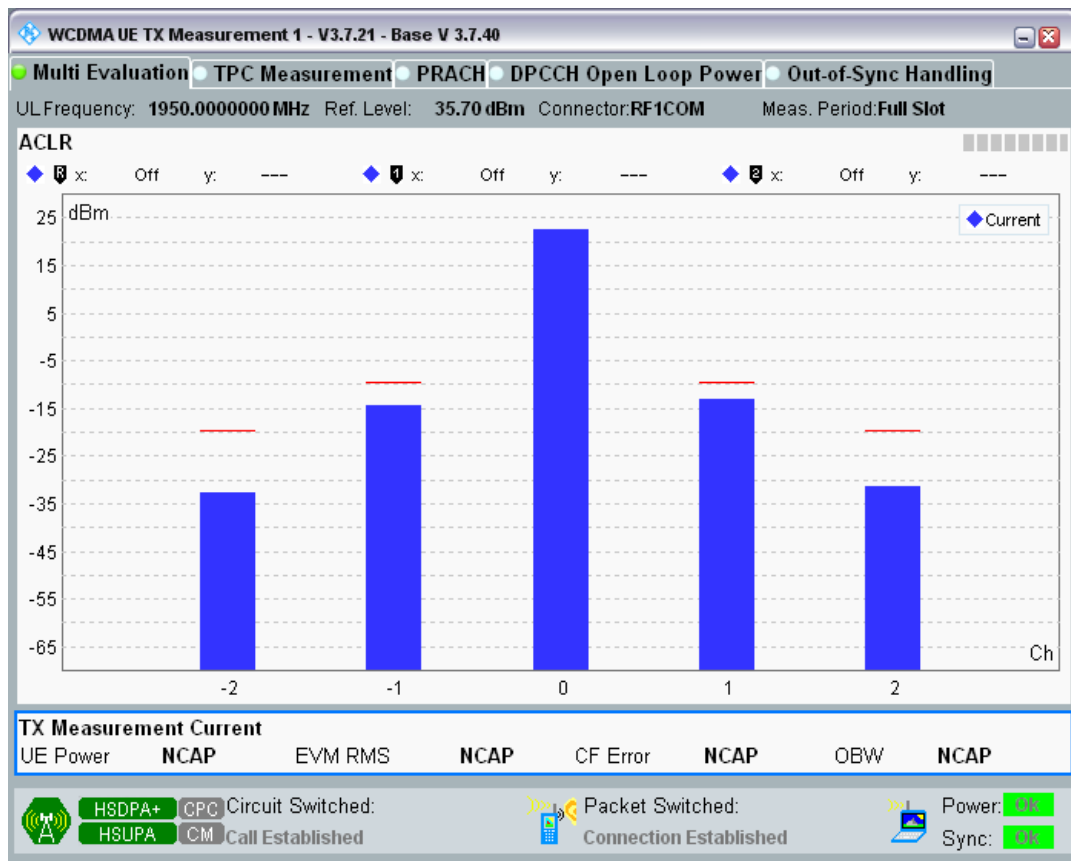 WCDMA UE TX Measurement 1 - V3.7.21 - Base V 3.7.40
Multi Evaluation TPC Measurement PRACH DPCCH Open Loop Power Out-of-Sync Handling
UL Frequency: 1950.0000000 MHz Ref. Level: 35.70 dBm Connector:RF1COM Meas. Period:Full Slot
ACLR
R x: Off y: --- 1 x: Off y: --- 2 x: Off y: ---
dBm
Current
25
15
5
-5
-15
-25
-35
-45
-55
-65
Ch
-2 -1 0 1 2
TX Measurement Current
UE Power NCAP EVM RMS NCAP CF Error NCAP OBW NCAP
HSDPA+ CPC Circuit Switched: Packet Switched: Power: OK
HSUPA CM Call Established Connection Established Sync: OK